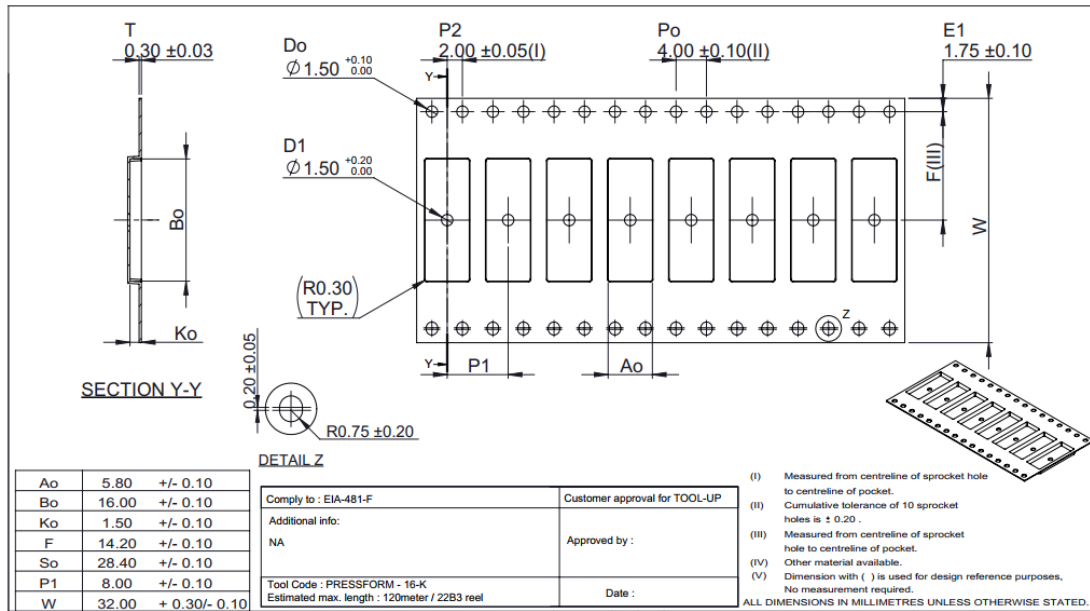 T
0.30 ±0.03
Do
Ø 1.50 +0.10 0.00
P2
2.00 ±0.05(I)
Po
4.00 ±0.10(II)
E1
1.75 ±0.10
Y
D1
Ø 1.50 +0.20 0.00
F(III)
W
Bo
(R0.30)
TYP.
Z
Ko
Y
P1
Ao
SECTION Y-Y
0.20 ±0.05
R0.75 ±0.20
DETAIL Z
Ao 5.80 +/- 0.10
Bo 16.00 +/- 0.10
Ko 1.50 +/- 0.10
F 14.20 +/- 0.10
So 28.40 +/- 0.10
P1 8.00 +/- 0.10
W 32.00 + 0.30/- 0.10
Comply to : EIA-481-F
Additional info:
NA
Tool Code : PRESSFORM - 16-K
Estimated max. length : 120meter / 22B3 reel
Customer approval for TOOL-UP
Approved by :
Date :
(I) Measured from centreline of sprocket hole
to centreline of pocket.
(II) Cumulative tolerance of 10 sprocket
holes is ± 0.20 .
(III) Measured from centreline of sprocket
hole to centreline of pocket.
(IV) Other material available.
(V) Dimension with ( ) is used for design reference purposes,
No measurement required.
ALL DIMENSIONS IN MILLIMETRES UNLESS OTHERWISE STATED.